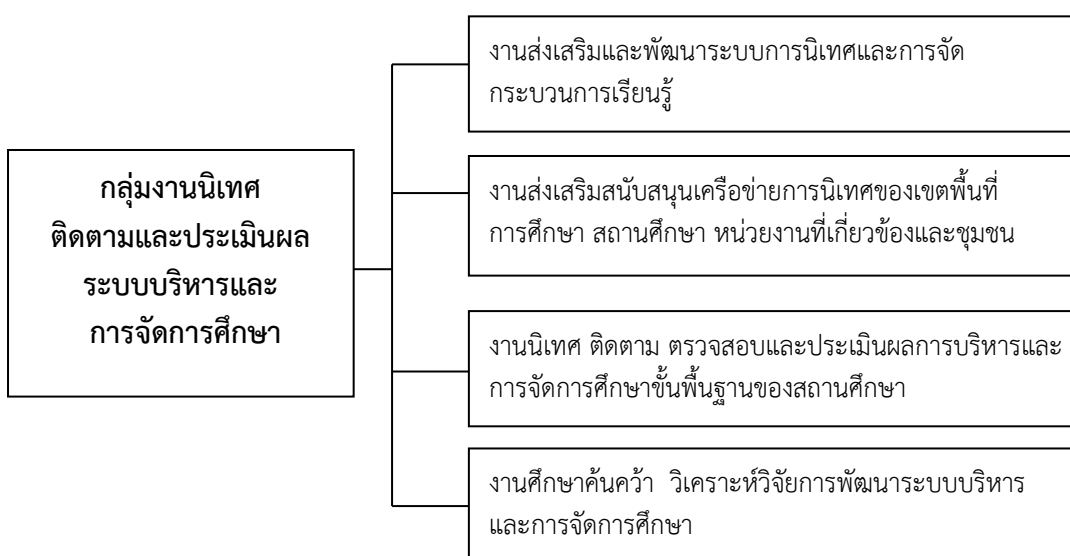 งานส่งเสริมและพัฒนาระบบการนิเทศและการจัด
กระบวนการเรียนรู้
กลุ่มงานนิเทศ
ติดตามและประเมินผล
ระบบบริหารและ
การจัดการศึกษา
งานส่งเสริมสนับสนุนเครือข่ายการนิเทศของเขตพื้นที่
การศึกษา สถานศึกษา หน่วยงานที่เกี่ยวข้องและชุมชน
งานนิเทศ ติดตาม ตรวจสอบและประเมินผลการบริหารและ
การจัดการศึกษาขั้นพื้นฐานของสถานศึกษา
งานศึกษาค้นคว้า วิเคราะห์วิจัยการพัฒนาระบบบริหาร
และการจัดการศึกษา